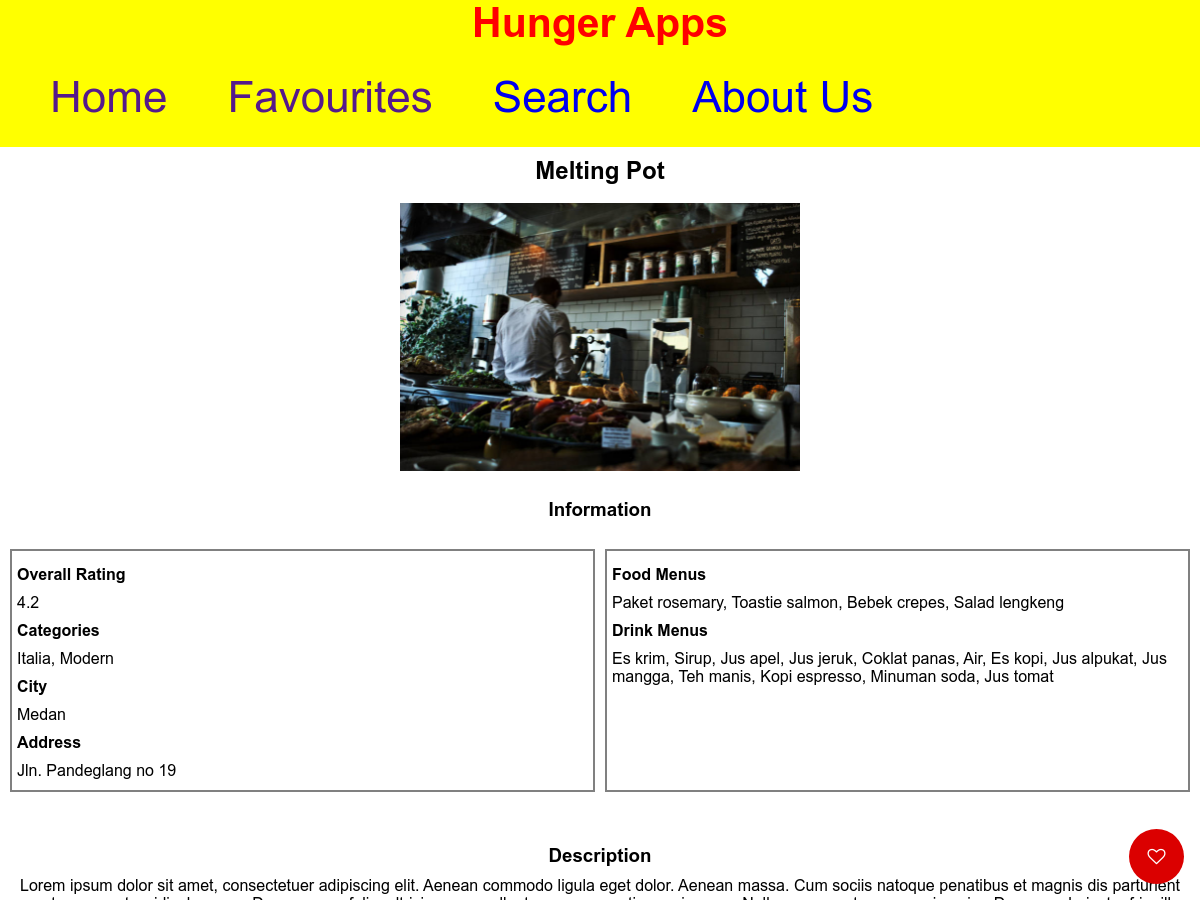 Hunger Apps
Home Favourites Search About Us
Melting Pot
Information
Overall Rating
4.2
Categories
Italia, Modern
City
Medan
Address
Jln. Pandeglang no 19
Food Menus
Paket rosemary, Toastie salmon, Bebek crepes, Salad lengkeng
Drink Menus
Es krim, Sirup, Jus apel, Jus jeruk, Coklat panas, Air, Es kopi, Jus alpukat, Jus
mangga, Teh manis, Kopi espresso, Minuman soda, Jus tomat
Description
Lorem ipsum dolor sit amet, consectetuer adipiscing elit. Aenean commodo ligula eget dolor. Aenean massa. Cum sociis natoque penatibus et magnis dis parturient